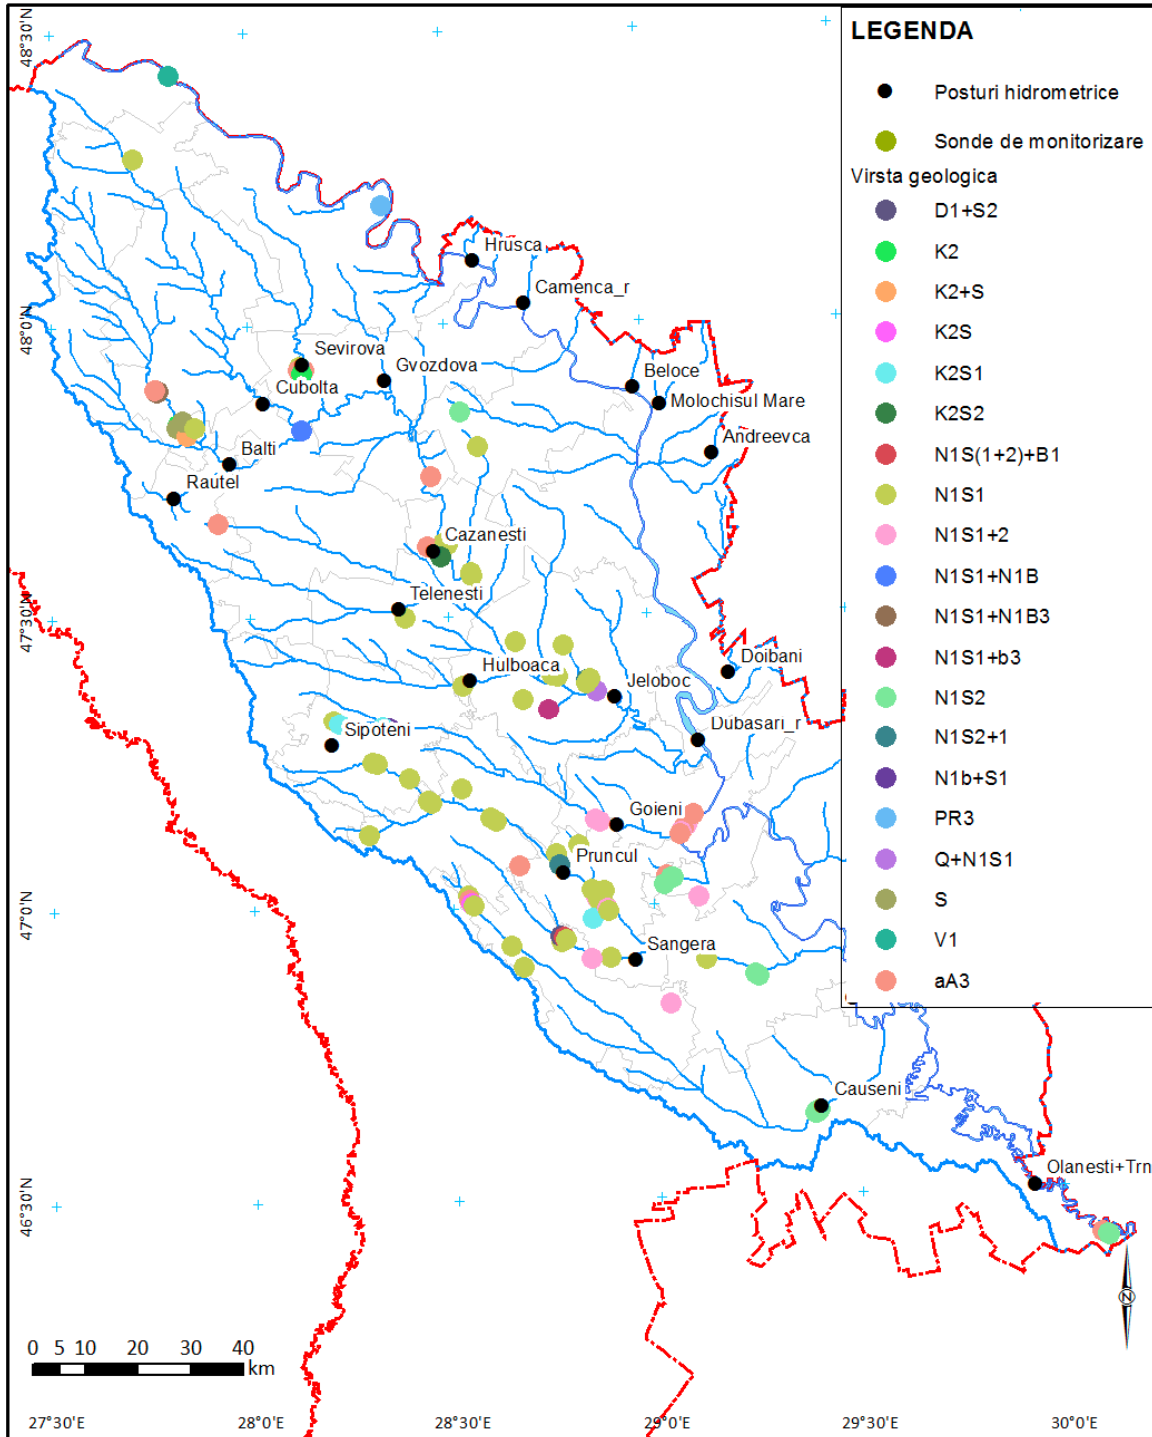 48°30'N
48°0'N
47°30'N
47°0'N
46°30'N
LEGENDA
Posturi hidrometrice
Sonde de monitorizare
Virsta geologica
D1+S2
K2
K2+S
K2S
K2S1
K2S2
N1S(1+2)+B1
N1S1
N1S1+2
N1S1+N1B
N1S1+N1B3
N1S1+b3
N1S2
N1S2+1
N1b+S1
PR3
Q+N1S1
S
V1
aA3
Hrusca
Camenca_r
Sevirova
Gvozdova
Cubolta
Beloce
Molochisul Mare
Andreevca
Balti
Rautel
Cazanesti
Telenesti
Hulboaca
Doibani
Jeloboc
Sipoteni
Dubasari_r
Goieni
Pruncul
Sangera
Causeni
Olanesti+Trn
N
0 5 10 20 30 40
km
27°30'E 28°0'E 28°30'E 29°0'E 29°30'E 30°0'E